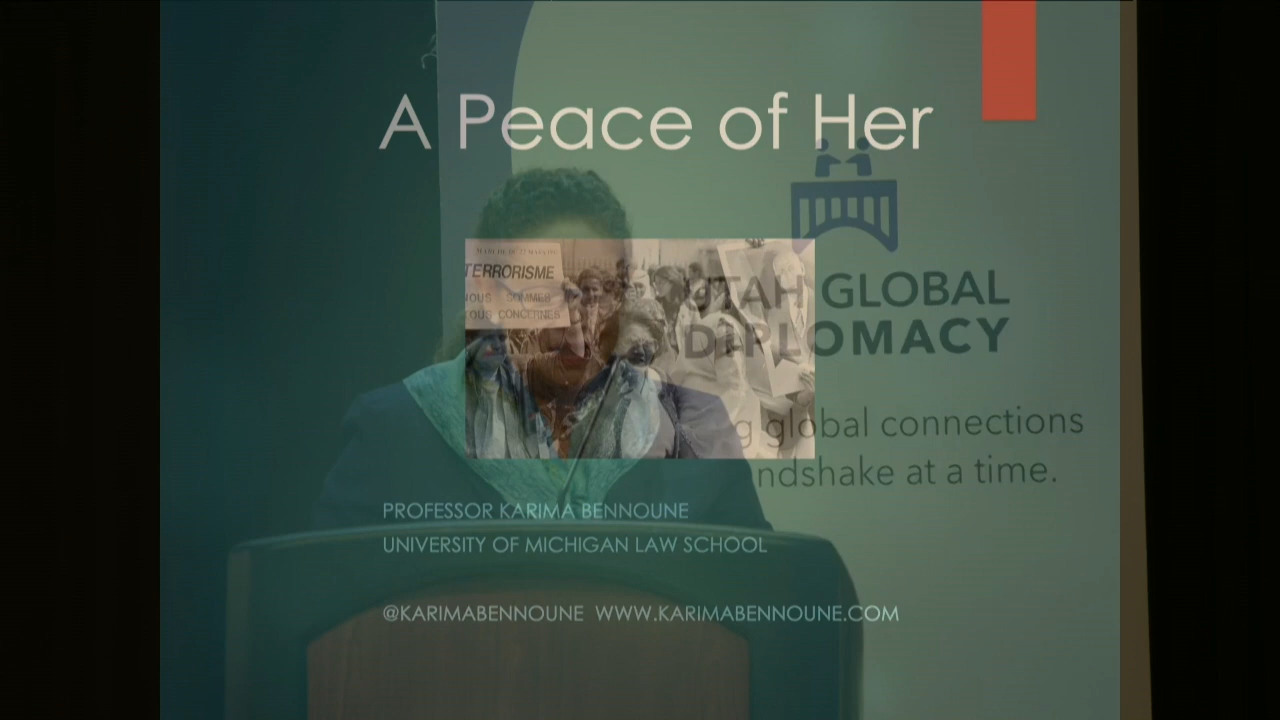 A Peace of Her
TERRORISME
NOUS SOMMES
TOUS CONCERNES
UTAH GLOBAL
DIPLOMACY
g global connections
ndshake at a time.
PROFESSOR KARIMA BENNOUNE
UNIVERSITY OF MICHIGAN LAW SCHOOL
@KARIMABENNOUNE WWW.KARIMABENNOUNE.COM